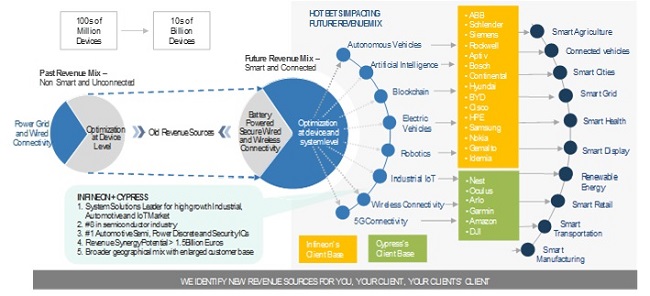 100s of
Million
Devices
10s of
Billion
Devices
HOT BETS IMPACTING
FUTURE REVENUE MIX
Past Revenue Mix –
Non Smart and Unconnected
Future Revenue Mix –
Smart and Connected
Power Grid
and Wired
Connectivity
Optimization
at Device
Level
Old Revenue Sources
Battery
Powered
Secure Wired
and Wireless
Connectivity
Optimization
at device and
system level
Autonomous Vehicles
Artificial Intelligence
Blockchain
Electric
Vehicles
Robotics
Industrial IoT
Wireless Connectivity
5G Connectivity
• ABB
• Schlender
• Siemens
• Rockwell
• Aptiv
• Bosch
• Continental
• Hyundai
• BYD
• Cisco
• HPE
• Samsung
• Nokia
• Gemalto
• Idemia
• Nest
• Oculus
• Arlo
• Garmin
• Amazon
• DJI
Smart Agriculture
Connected vehicles
Smart Cities
Smart Grid
Smart Health
Smart Display
Renewable
Energy
Smart Retail
Smart
Transportation
Smart
Manufacturing
INFINEON + CYPRESS
1. System Solutions Leader for high growth Industrial,
Automotive and IoT Market
2. #8 in semiconductor industry
3. #1 Automotive Semi, Power Discrete and Security ICs
4. Revenue Synergy Potential > 1.5 Billion Euros
5. Broader geographical mix with enlarged customer base
Infineon's
Client Base
Cypress's
Client Base
WE IDENTIFY NEW REVENUE SOURCES FOR YOU, YOUR CLIENT, YOUR CLIENTS' CLIENT